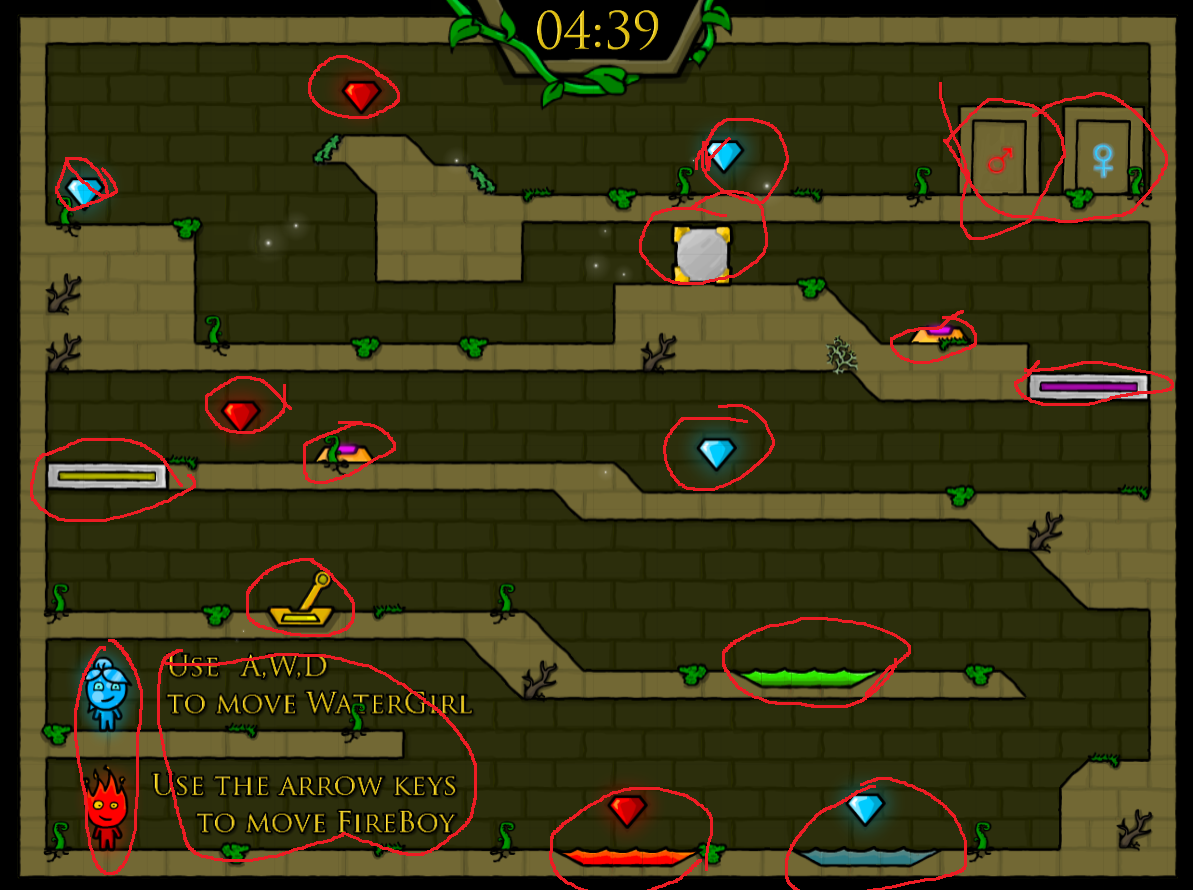 04:39
USE A,W,D
TO MOVE WATERGIRL
USE THE ARROW KEYS
TO MOVE FIREBOY